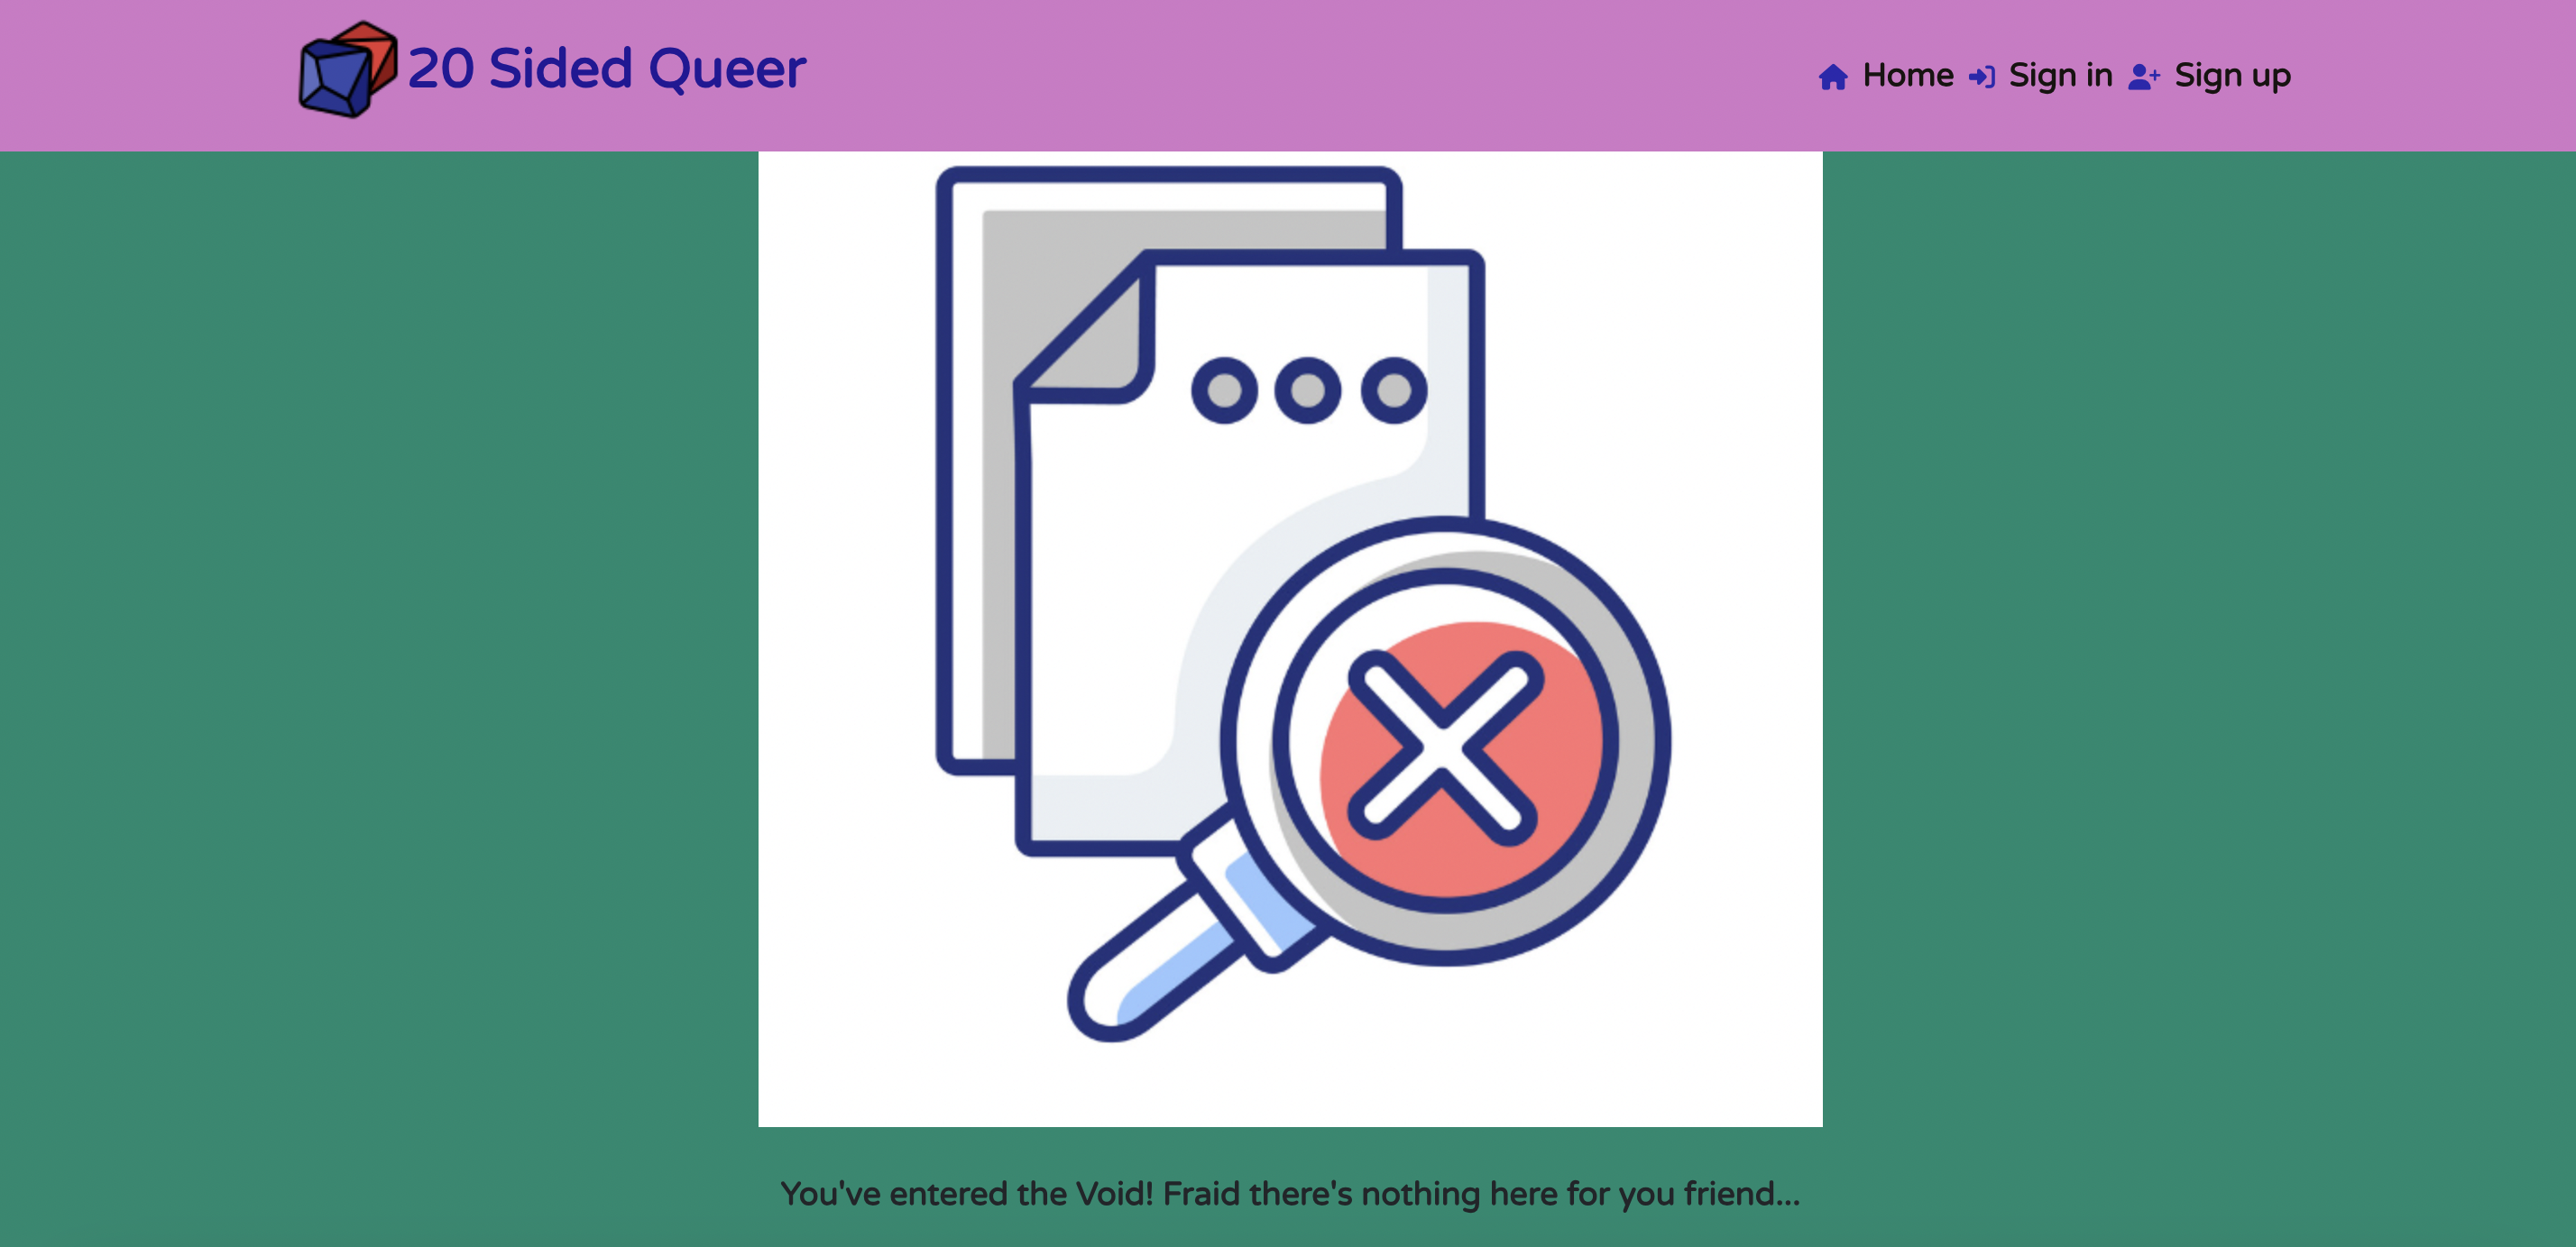 20 Sided Queer
Home Sign in Sign up
You've entered the Void! Fraid there's nothing here for you friend...